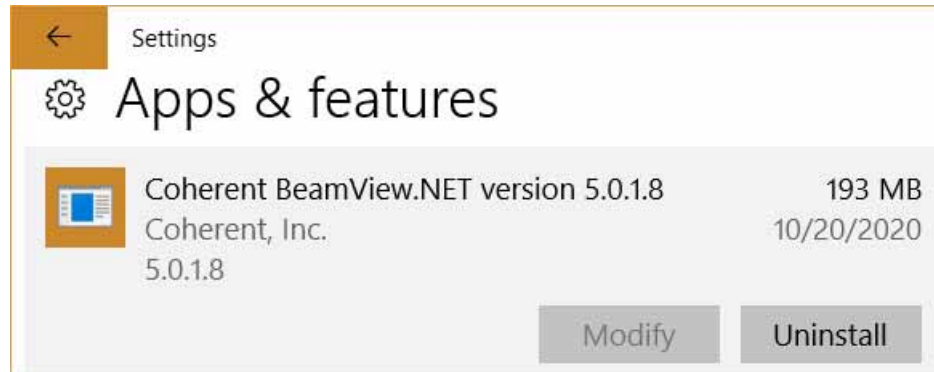 Settings
Apps & features
Coherent BeamView.NET version 5.0.1.8 193 MB
Coherent, Inc. 10/20/2020
5.0.1.8
Modify Uninstall